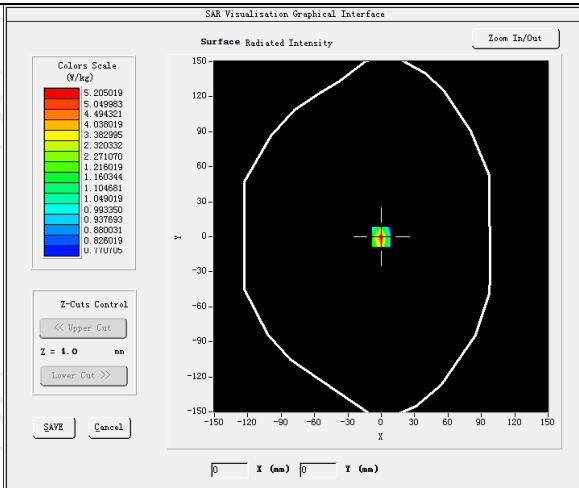 SAR Visualisation Graphical Interface
Surface Radiated Intensity
Zoom In/Out
Colors Scale
(W/kg)
5.205019
5.049983
4.494321
4.038019
3.382995
2.320332
2.271070
1.216019
1.160344
1.104681
1.049019
0.993350
0.937693
0.880031
0.826019
0.770705
150
90
60
30
0
-30
-60
-90
-150
Y
-150 -120 -90 -60 -30 0 30 60 90 120 150
X
Z-Cuts Control
<< Upper Cut
Z = 4.0 mm
Lower Cut >>
SAVE Cancel
0 X (mm) 0 Y (mm)